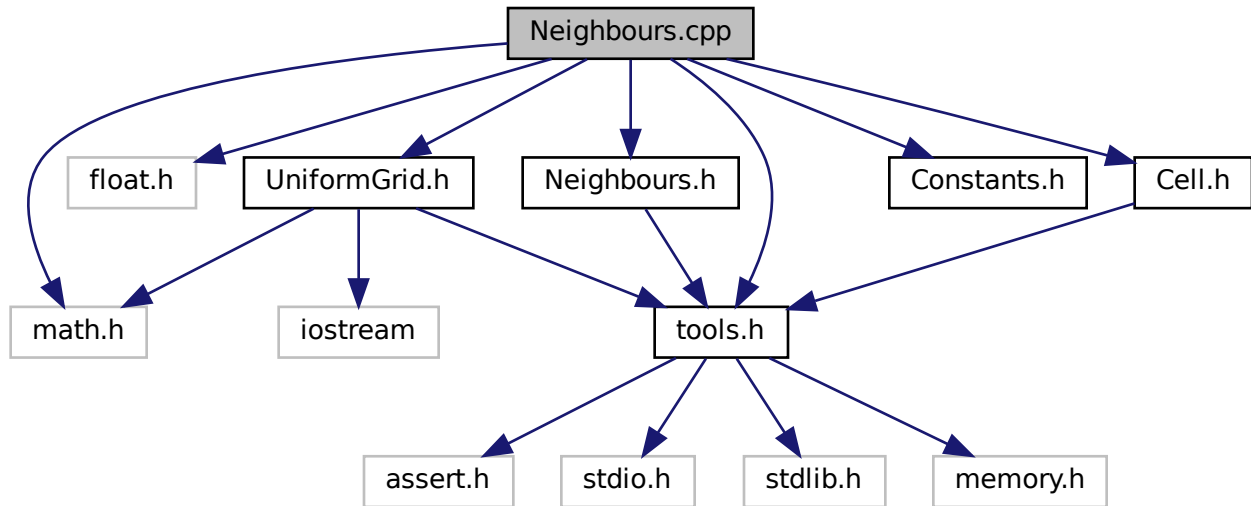 Neighbours.cpp
float.h
UniformGrid.h
Neighbours.h
Constants.h
Cell.h
math.h
iostream
tools.h
assert.h
stdio.h
stdlib.h
memory.h